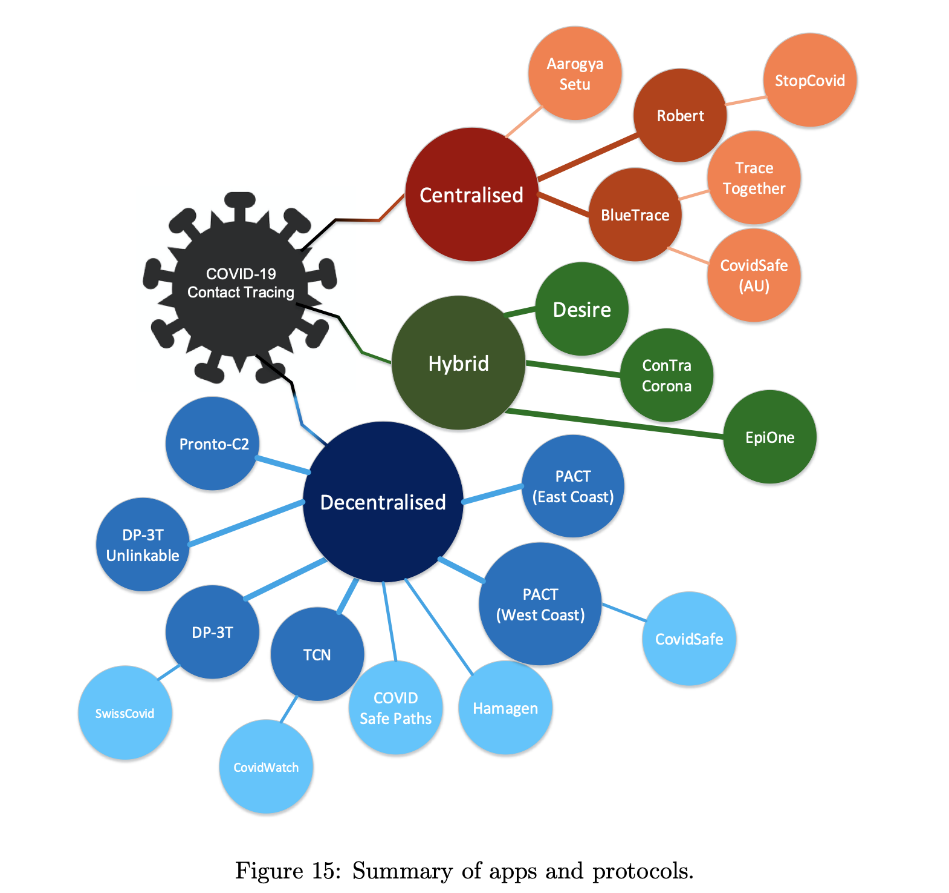 Aarogya
Setu
StopCovid
Robert
Trace
Together
Centralised
BlueTrace
CovidSafe
(AU)
COVID-19
Contact Tracing
Desire
Hybrid
ConTra
Corona
EpiOne
Pronto-C2
Decentralised
PACT
(East Coast)
DP-3T
Unlinkable
PACT
(West Coast)
DP-3T
TCN
CovidSafe
SwissCovid
COVID
Safe Paths
Hamagen
CovidWatch
Figure 15: Summary of apps and protocols.